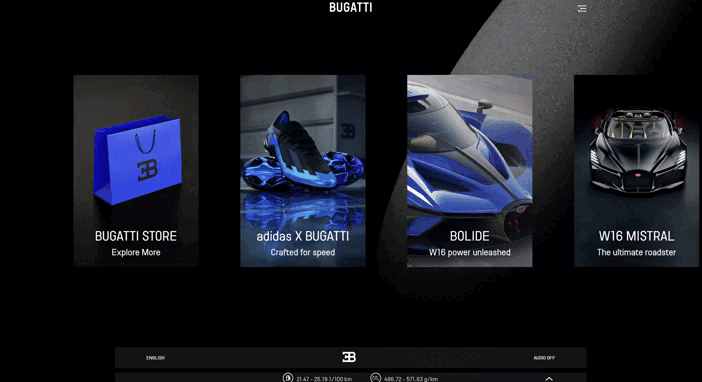 BUGATTI
BUGATTI STORE
Explore More
adidas X BUGATTI
Crafted for speed
BOLIDE
W16 power unleashed
W16 MISTRAL
The ultimate roadster
ENGLISH
EB
AUDIO OFF
21.47 - 25.19 l/100 km
486.72 - 571.63 g/km